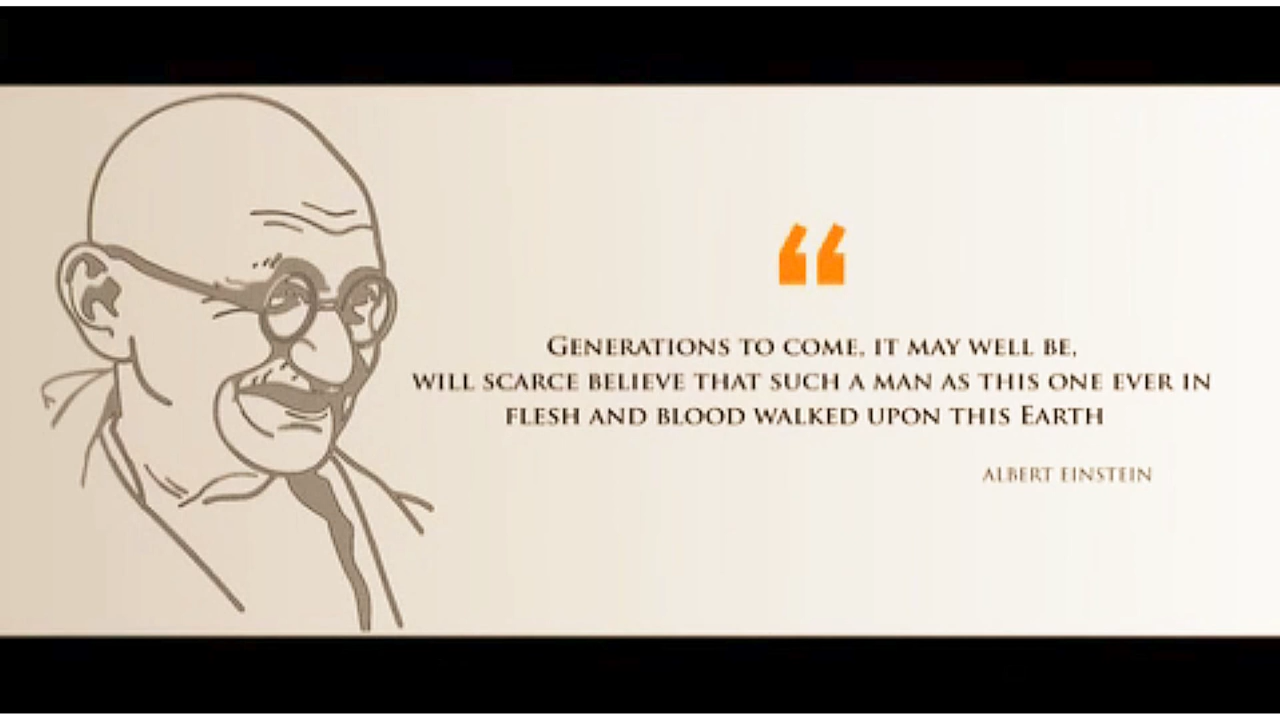 “
Generations to come, it may well be,
will scarce believe that such a man as this one ever in
flesh and blood walked upon this Earth
Albert Einstein